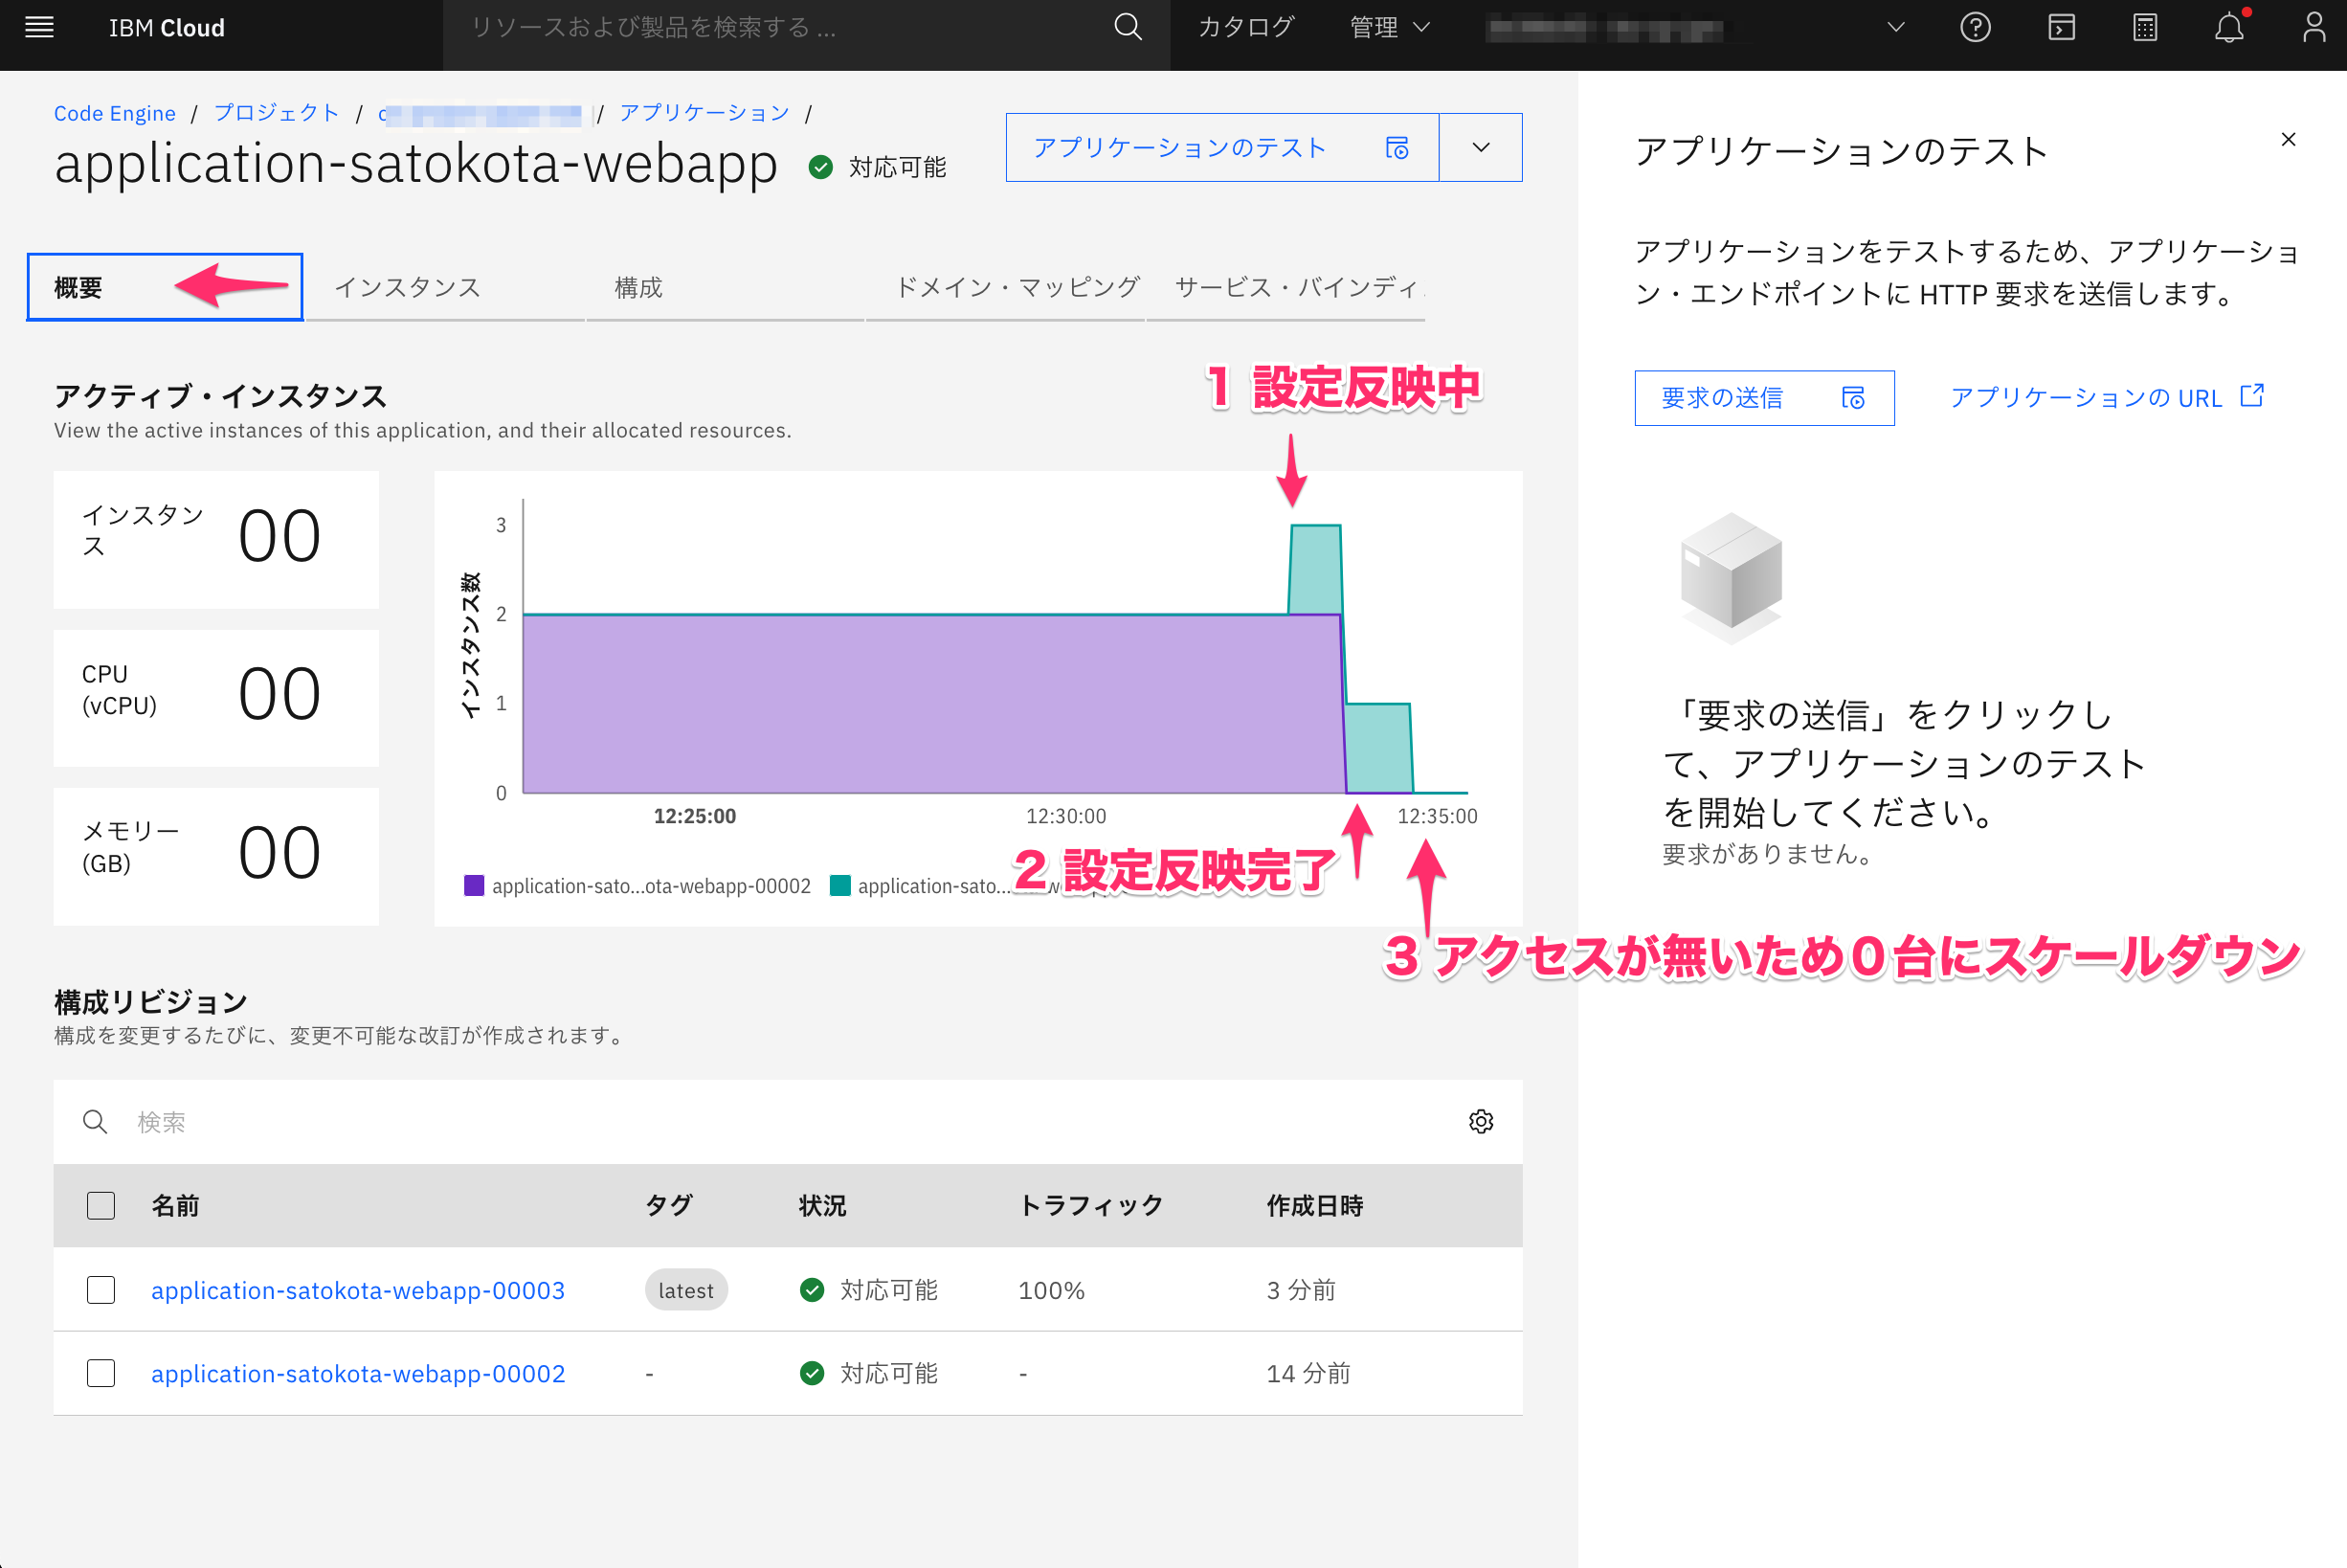 IBM Cloud
リソースおよび製品を検索する ...
カタログ
管理
Code Engine / プロジェクト / / アプリケーション /
application-satokota-webapp
対応可能
アプリケーションのテスト
概要
インスタンス
構成
ドメイン・マッピング
サービス・バインディ
アクティブ・インスタンス
View the active instances of this application, and their allocated resources.
インスタン
ス
00
CPU
(vCPU)
00
メモリー
(GB)
00
1 設定反映中
インスタンス数
3
2
1
0
12:25:00
12:30:00
12:35:00
application-sato...ota-webapp-00002
application-sato...
2 設定反映完了
3 アクセスが無いため0台にスケールダウン
構成リビジョン
構成を変更するたびに、変更不可能な改訂が作成されます。
検索
名前 タグ 状況 トラフィック 作成日時
application-satokota-webapp-00003 latest 対応可能 100% 3 分前
application-satokota-webapp-00002 - 対応可能 - 14 分前
アプリケーションのテスト
アプリケーションをテストするため、アプリケーショ
ン・エンドポイントに HTTP 要求を送信します。
要求の送信
アプリケーションの URL
「要求の送信」をクリックし
て、アプリケーションのテスト
を開始してください。
要求がありません。